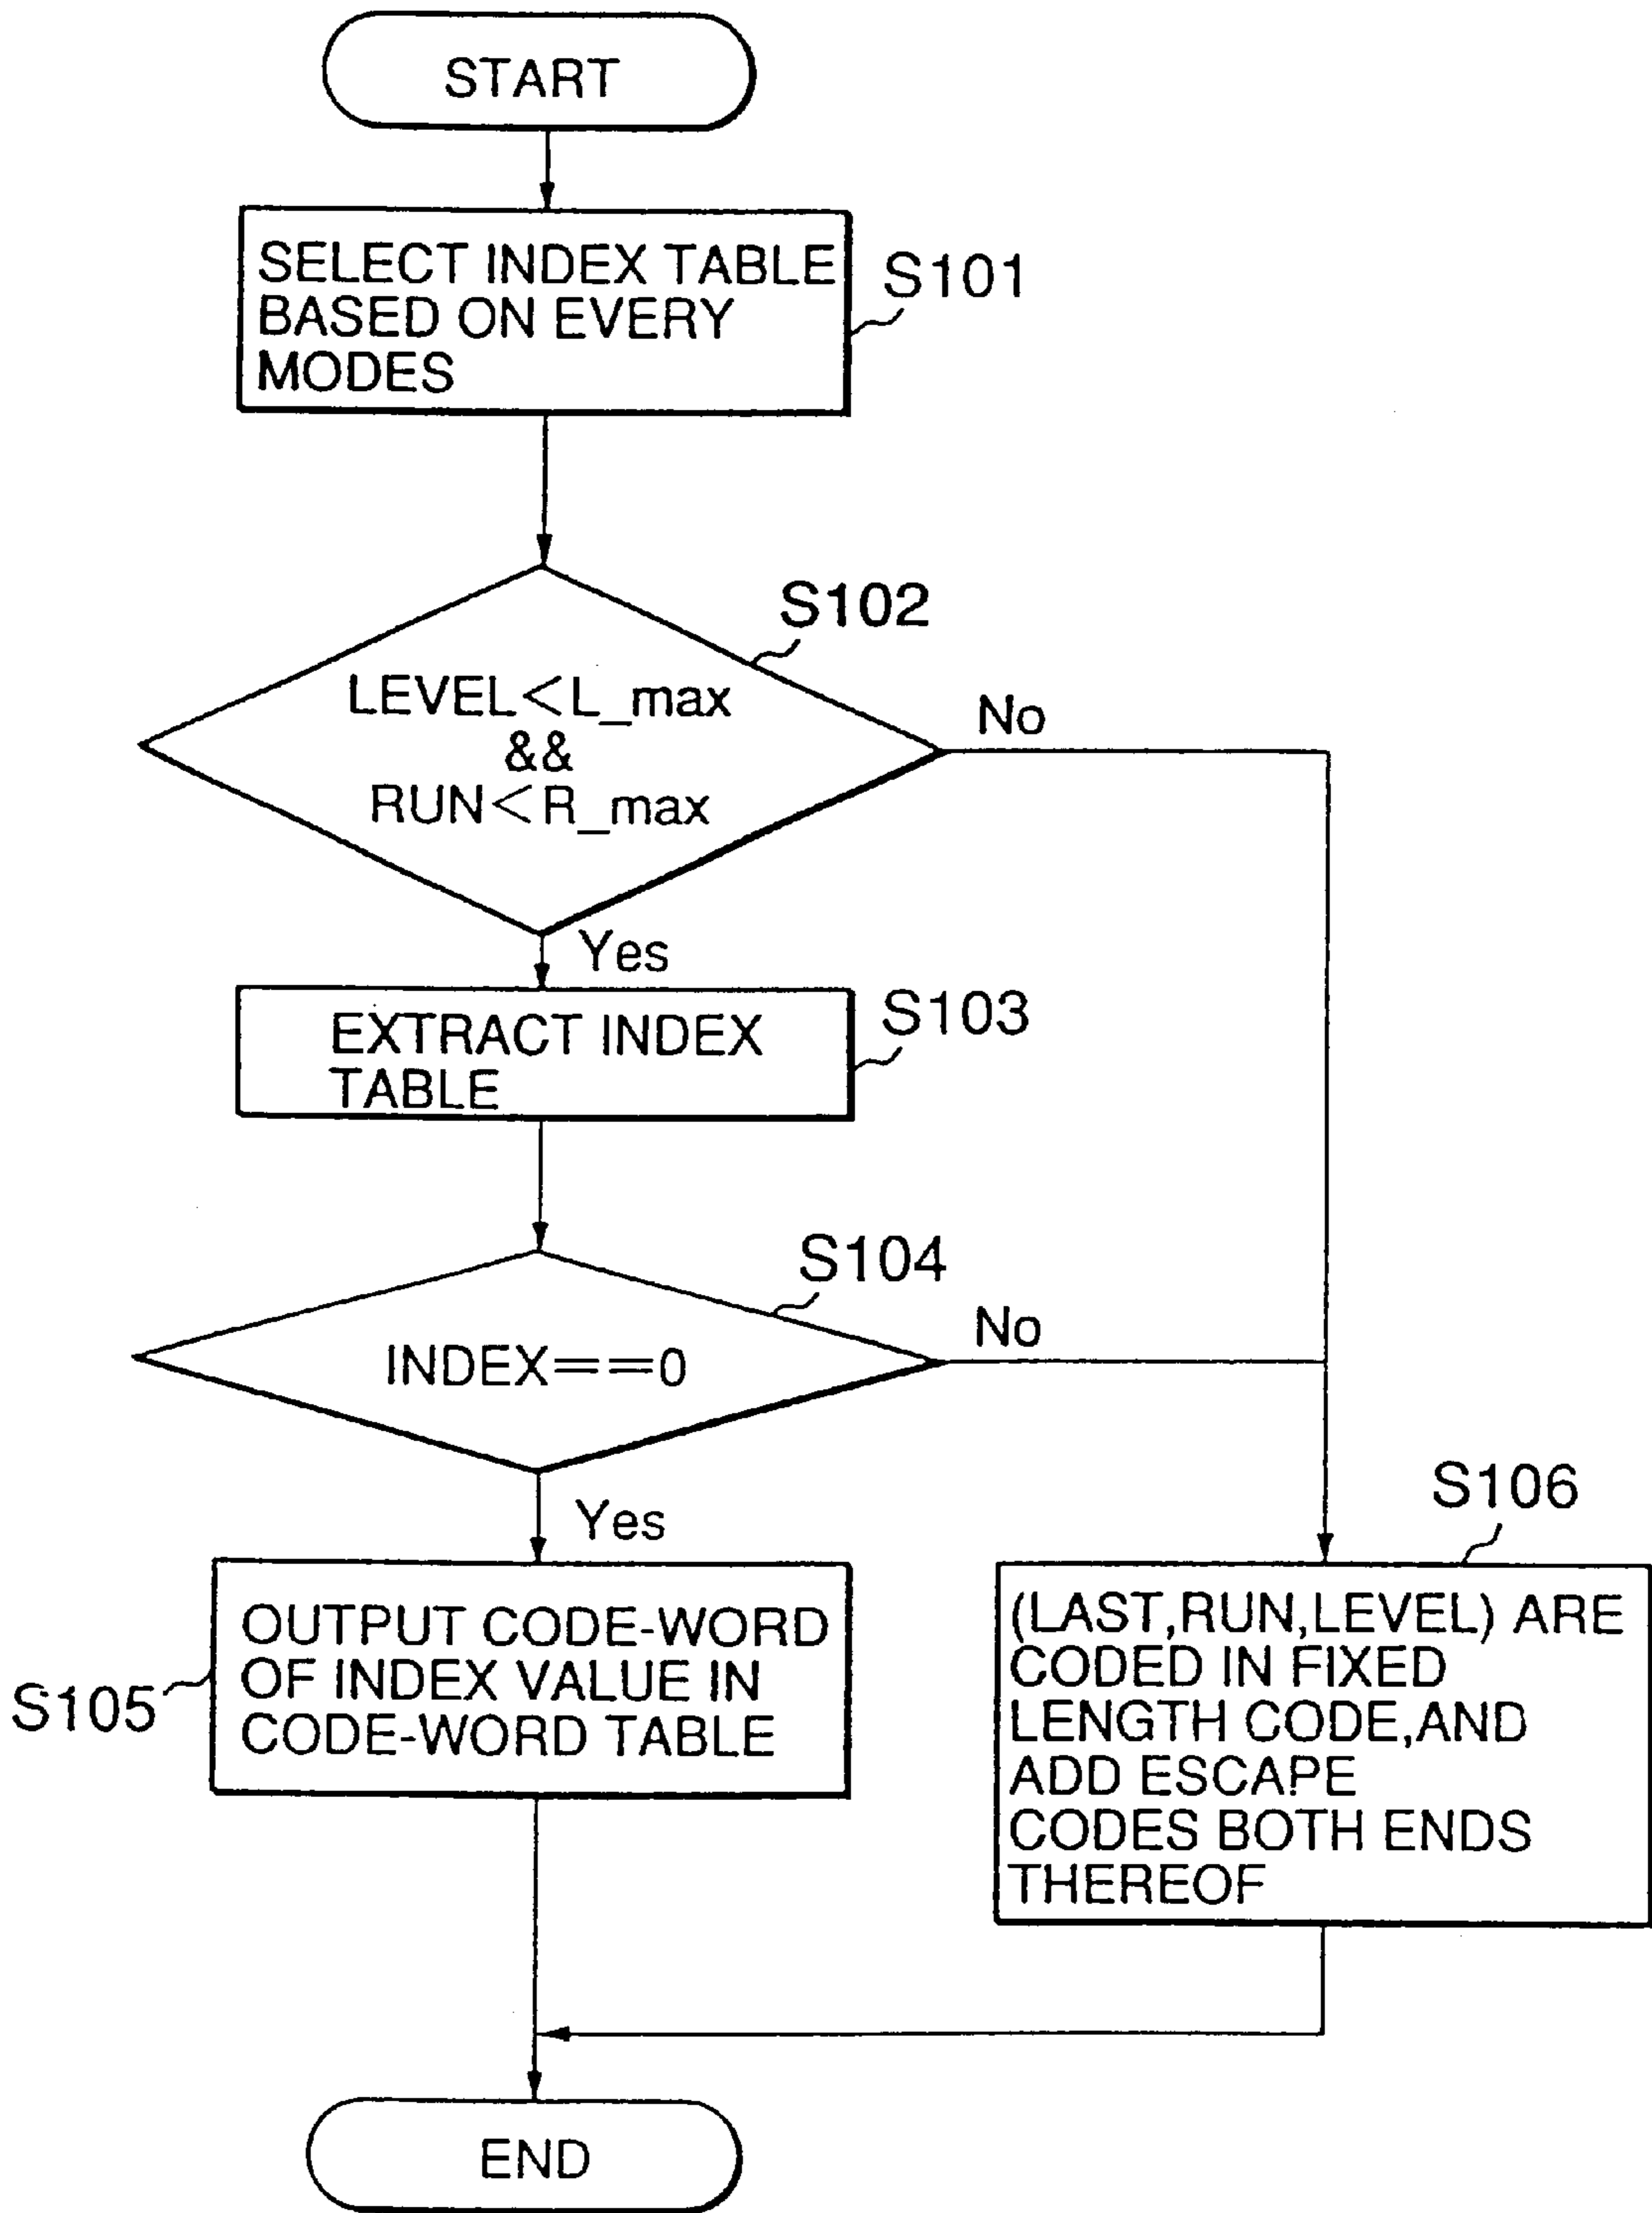 START
SELECT INDEX TABLE
BASED ON EVERY
MODES
S101
S102
LEVEL<L_max
&&
RUN<R_max
No
Yes
EXTRACT INDEX
TABLE
S103
S104
INDEX==0
No
Yes
S105
OUTPUT CODE-WORD
OF INDEX VALUE IN
CODE-WORD TABLE
S106
(LAST,RUN,LEVEL) ARE
CODED IN FIXED
LENGTH CODE,AND
ADD ESCAPE
CODES BOTH ENDS
THEREOF
END